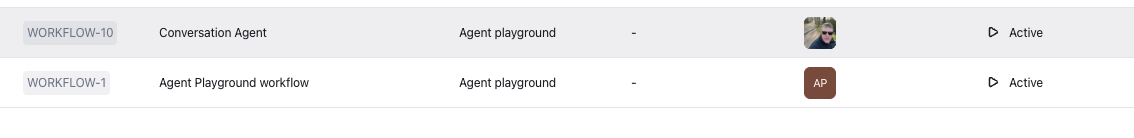 WORKFLOW-10 Conversation Agent Agent playground - Active
WORKFLOW-1 Agent Playground workflow Agent playground - AP Active